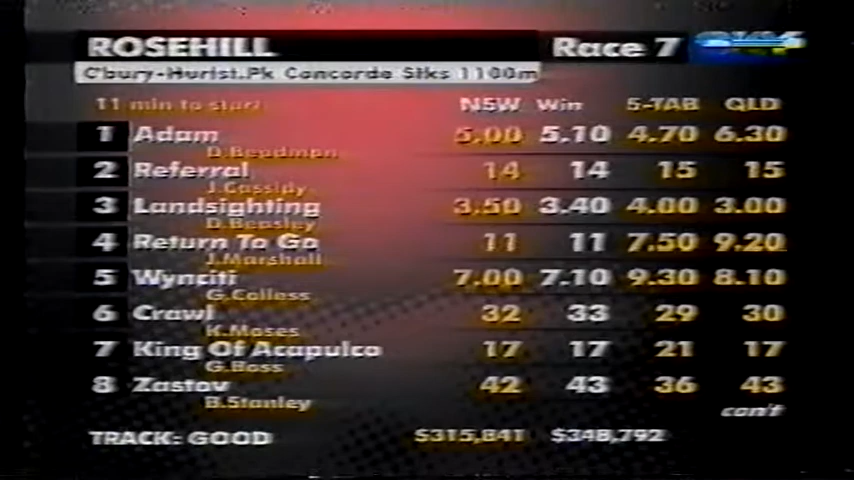 ROSEHILL Race 7
C'bury-Hurlst.Pk Concorde Stks 1100m
11 min to start NSW Win S-TAB QLD
1 Adam 5.00 5.10 4.70 6.30
D.Beadman
2 Referral 14 14 15 15
J.Cassidy
3 Landsighting 3.50 3.40 4.00 3.00
D.Beasley
4 Return To Go 11 11 7.50 9.20
J.Marshall
5 Wynciti 7.00 7.10 9.30 8.10
G.Colless
6 Crawl 32 33 29 30
K.Moses
7 King Of Acapulco 17 17 21 17
G.Boss
8 Zastov 42 43 36 43
B.Stanley
con't
TRACK: GOOD $315,841 $348,792